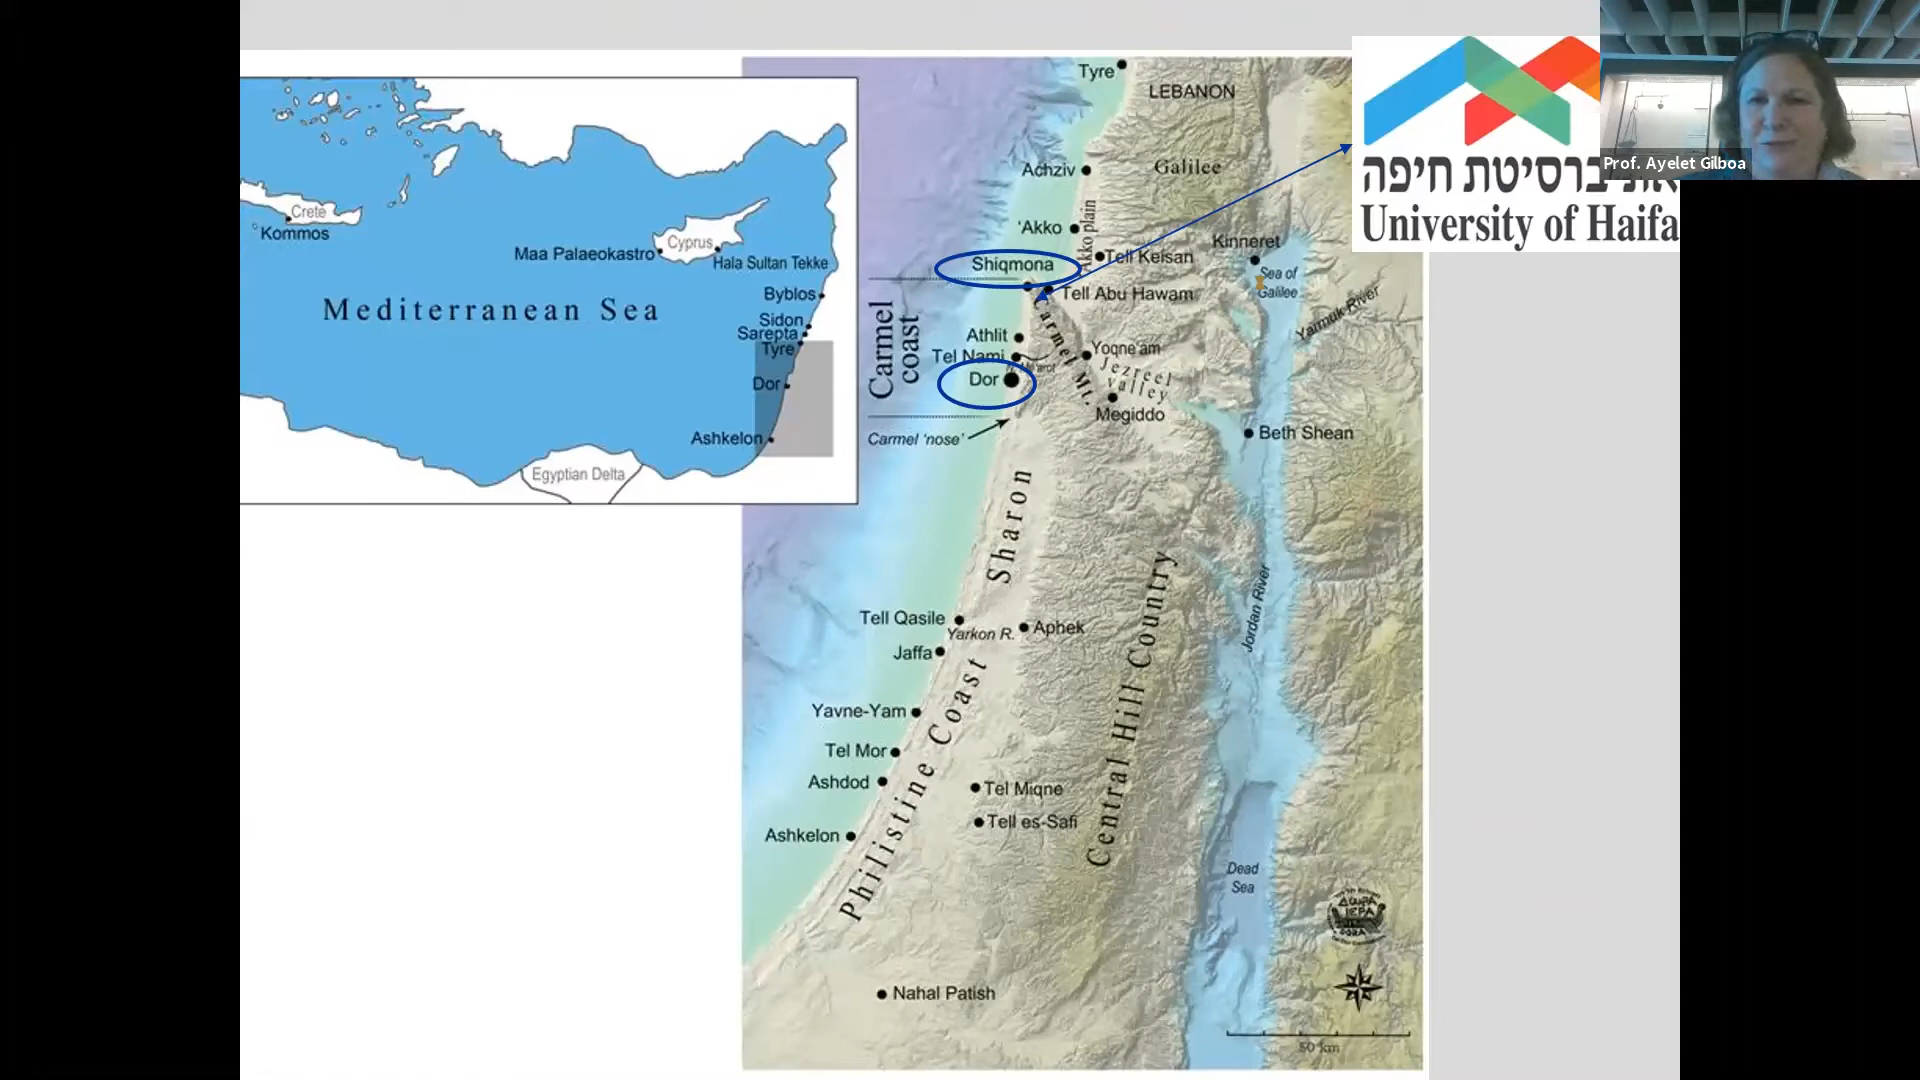 Crete
Kommos
Maa Palaeokastro
Cyprus
Hala Sultan Tekke
Mediterranean Sea
Byblos
Sidon
Sarepta
Tyre
Dor
Ashkelon
Egyptian Delta
Tyre
LEBANON
Achziv
Galilee
'Akko
Akko plain
Shiqmona
Tell Keisan
Kinneret
Sea of
Galilee
Tell Abu Hawam
Yarmuk River
Carmel
coast
Carmel Mt.
Athlit
Tel Nami
Yoqne'am
Jezreel
valley
Dor
Megiddo
Carmel 'nose'
Beth Shean
Sharon
Jordan River
Central Hill Country
Tell Qasile
Yarkon R.
Aphek
Jaffa
Philistine Coast
Yavne-Yam
Tel Mor
Ashdod
Tel Miqne
Tell es-Safi
Ashkelon
Dead
Sea
Nahal Patish
50 km
חיפה
University of Haifa
Prof. Ayelet Gilboa